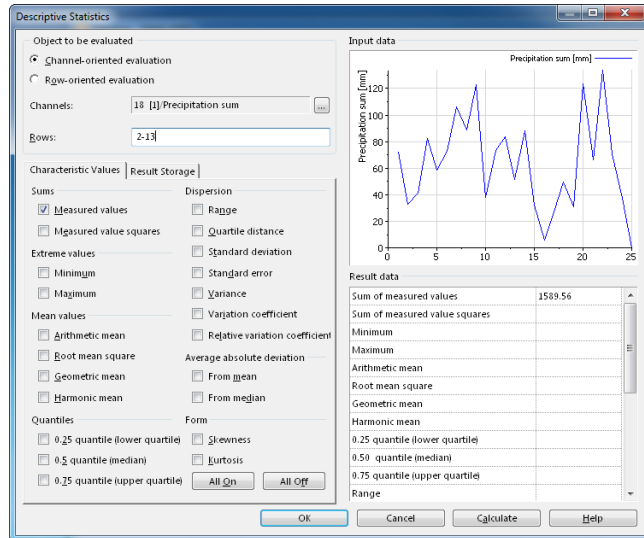 Descriptive Statistics
Object to be evaluated
Channel-oriented evaluation
Row-oriented evaluation
Channels:
18 [1]/Precipitation sum
...
Rows:
2-13
Characteristic Values
Result Storage
Sums
Measured values
Measured value squares
Extreme values
Minimum
Maximum
Mean values
Arithmetic mean
Root mean square
Geometric mean
Harmonic mean
Quantiles
0.25 quantile (lower quartile)
0.5 quantile (median)
0.75 quantile (upper quartile)
Dispersion
Range
Quartile distance
Standard deviation
Standard error
Variance
Variation coefficient
Relative variation coefficient
Average absolute deviation
From mean
From median
Form
Skewness
Kurtosis
All On
All Off
Input data
Precipitation sum [mm]
Precipitation sum [mm]
120
100
80
60
40
20
0
0
5
10
15
20
25
Result data
Sum of measured values 1589.56
Sum of measured value squares
Minimum
Maximum
Arithmetic mean
Root mean square
Geometric mean
Harmonic mean
0.25 quantile (lower quartile)
0.50 quantile (median)
0.75 quantile (upper quartile)
Range
OK
Cancel
Calculate
Help